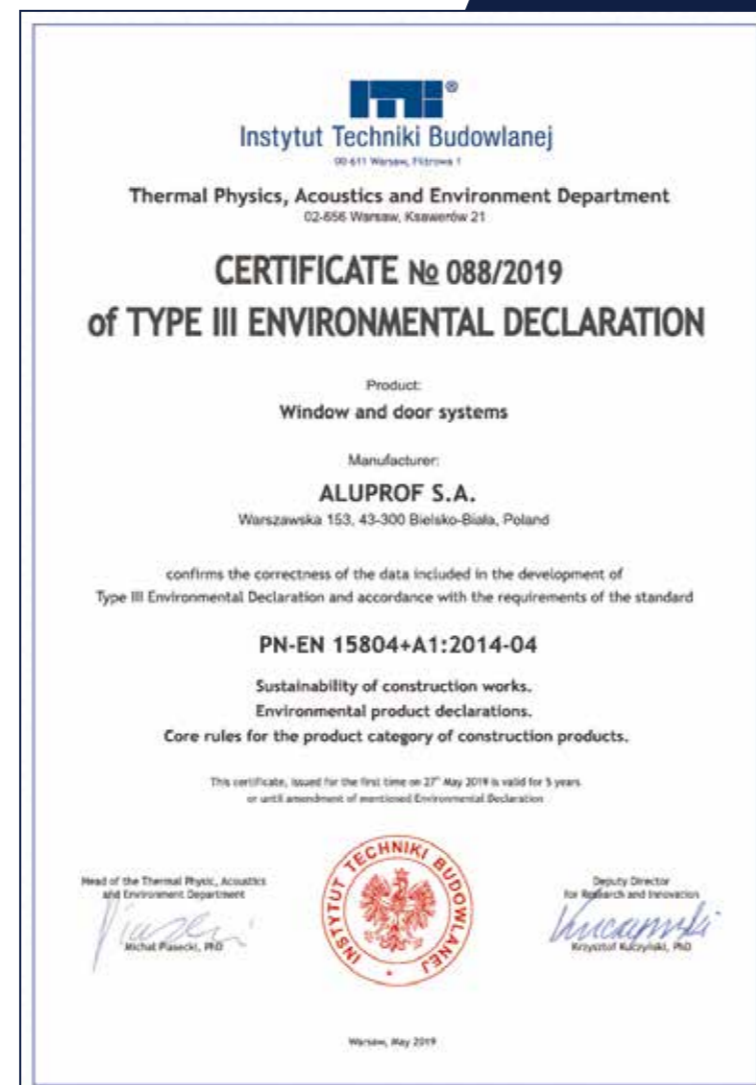 ITB®
Instytut Techniki Budowlanej
00-611 Warsaw, Filtrowa 1
Thermal Physics, Acoustics and Environment Department
02-656 Warsaw, Ksawerów 21
CERTIFICATE № 088/2019
of TYPE III ENVIRONMENTAL DECLARATION
Product:
Window and door systems
Manufacturer:
ALUPROF S.A.
Warszawska 153, 43-300 Bielsko-Biała, Poland
confirms the correctness of the data included in the development of
Type III Environmental Declaration and accordance with the requirements of the standard
PN-EN 15804+A1:2014-04
Sustainability of construction works.
Environmental product declarations.
Core rules for the product category of construction products.
This certificate, issued for the first time on 27th May 2019 is valid for 5 years
or until amendment of mentioned Environmental Declaration
Head of the Thermal Physic, Acoustics
and Environment Department
Michał Piasecki, PhD
INSTYTUT TECHNIKI BUDOWLANEJ
Deputy Director
for Research and Innovation
Krzysztof Kuczyński, PhD
Warsaw, May 2019